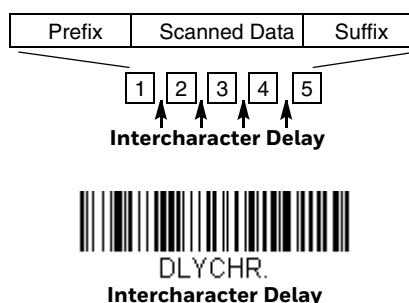 Prefix Scanned Data Suffix
1 2 3 4 5
Intercharacter Delay
DLYCHR.
Intercharacter Delay